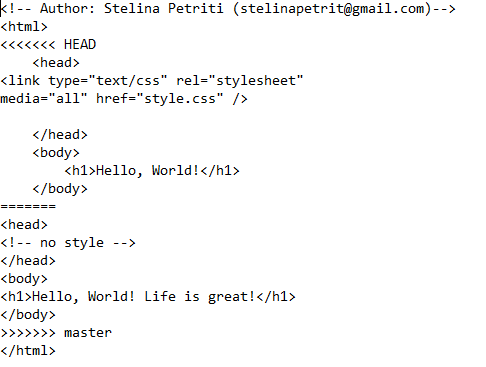 <!-- Author: Stelina Petriti (stelinapetrit@gmail.com)-->
<html>
<<<<<<< HEAD
    <head>
<link type="text/css" rel="stylesheet"
media="all" href="style.css" />

    </head>
    <body>
        <h1>Hello, World!</h1>
    </body>
=======
<head>
<!-- no style -->
</head>
<body>
<h1>Hello, World! Life is great!</h1>
</body>
>>>>>>> master
</html>